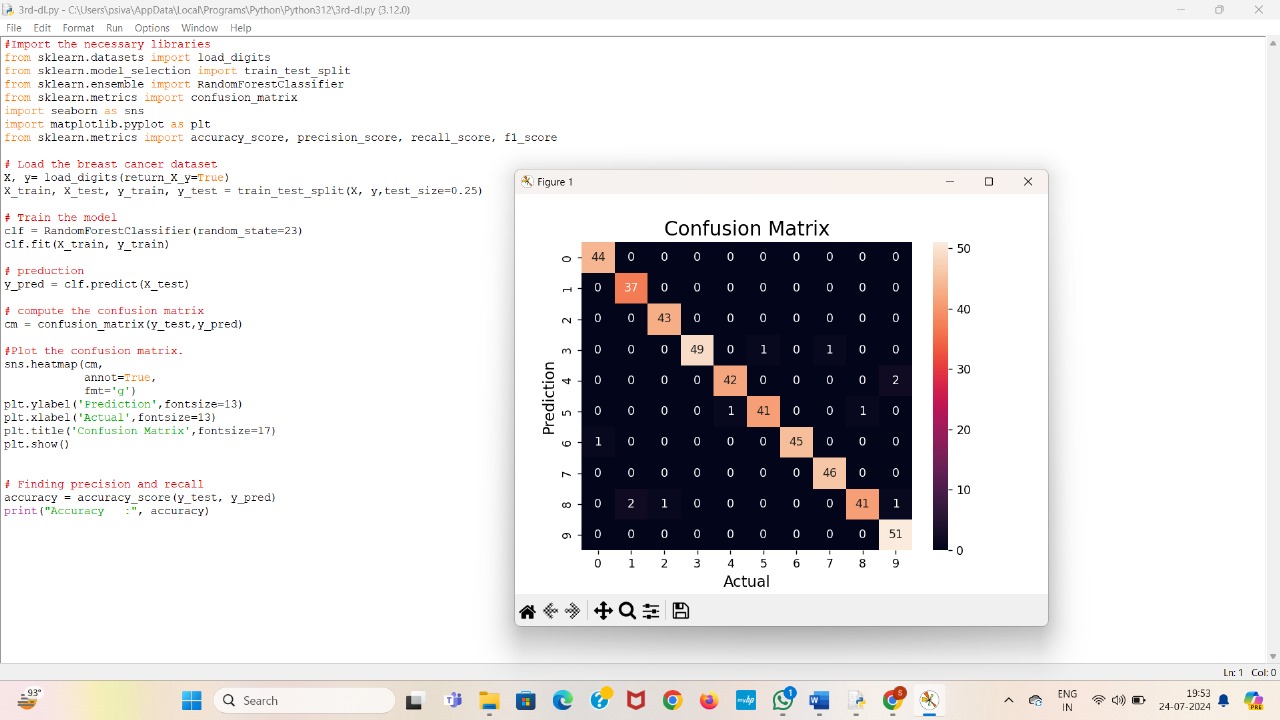 3rd-dl.py - C:\Users\psiva\AppData\Local\Programs\Python\Python312\3rd-dl.py (3.12.0)
File Edit Format Run Options Window Help
#Import the necessary libraries
from sklearn.datasets import load_digits
from sklearn.model_selection import train_test_split
from sklearn.ensemble import RandomForestClassifier
from sklearn.metrics import confusion_matrix
import seaborn as sns
import matplotlib.pyplot as plt
from sklearn.metrics import accuracy_score, precision_score, recall_score, f1_score
# Load the breast cancer dataset
X, y= load_digits(return_X_y=True)
X_train, X_test, y_train, y_test = train_test_split(X, y,test_size=0.25)
# Train the model
clf = RandomForestClassifier(random_state=23)
clf.fit(X_train, y_train)
# preduction
y_pred = clf.predict(X_test)
# compute the confusion matrix
cm = confusion_matrix(y_test,y_pred)
#Plot the confusion matrix.
sns.heatmap(cm,
            annot=True,
            fmt='g')
plt.ylabel('Prediction',fontsize=13)
plt.xlabel('Actual',fontsize=13)
plt.title('Confusion Matrix',fontsize=17)
plt.show()
# Finding precision and recall
accuracy = accuracy_score(y_test, y_pred)
print("Accuracy   :", accuracy)
Figure 1
Confusion Matrix
Prediction
0 44 0 0 0 0 0 0 0 0 0
1 0 37 0 0 0 0 0 0 0 0
2 0 0 43 0 0 0 0 0 0 0
3 0 0 0 49 0 1 0 1 0 0
4 0 0 0 0 42 0 0 0 0 2
5 0 0 0 0 1 41 0 0 1 0
6 1 0 0 0 0 0 45 0 0 0
7 0 0 0 0 0 0 0 46 0 0
8 0 2 1 0 0 0 0 0 41 1
9 0 0 0 0 0 0 0 0 0 51
0 1 2 3 4 5 6 7 8 9
Actual
50
40
30
20
10
0
Ln: 1 Col: 0
93°
Search
myhp
1
5
ENG
IN
19:53
24-07-2024
PRE